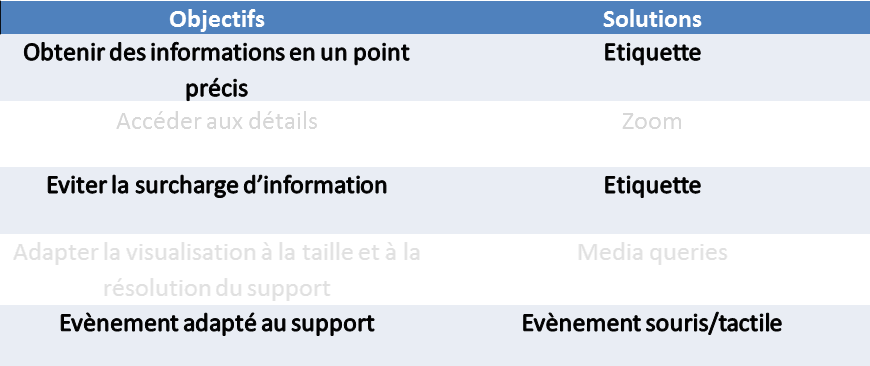 Objectifs Solutions
Obtenir des informations en un point Etiquette
précis
Accéder aux détails Zoom
Eviter la surcharge d'information Etiquette
Adapter la visualisation à la taille et à la Media queries
résolution du support
Evènement adapté au support Evènement souris/tactile